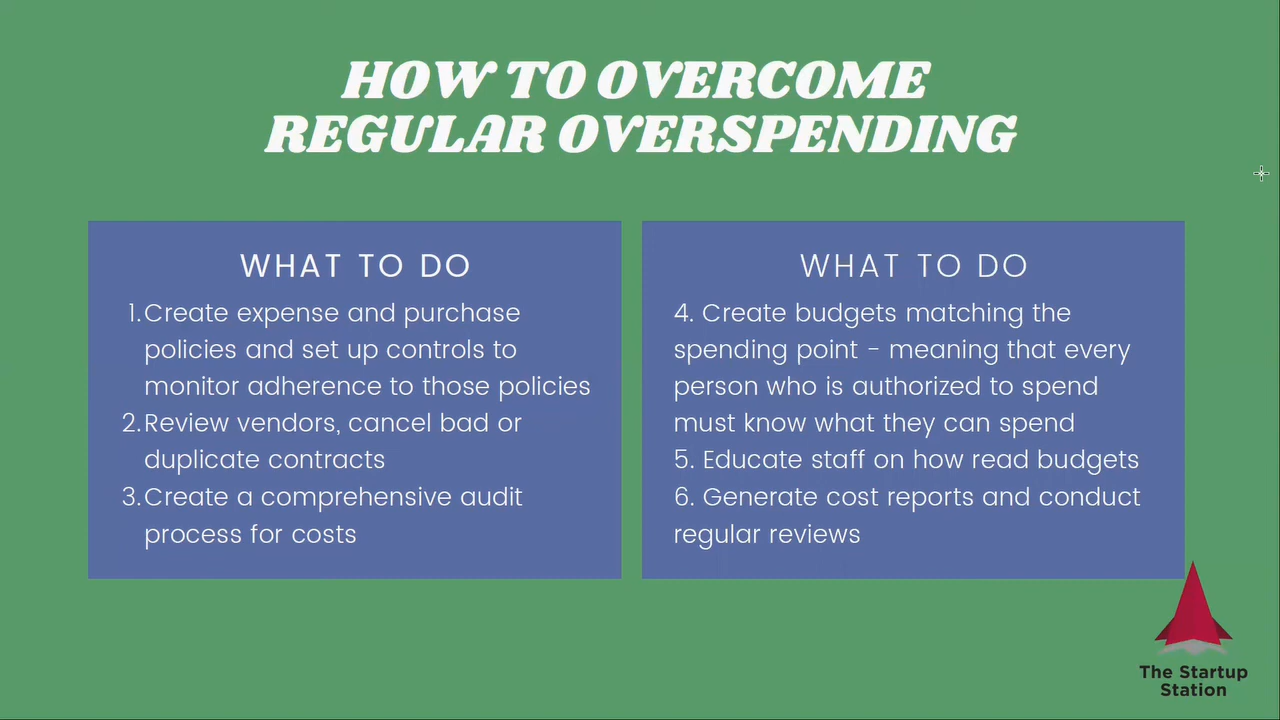 HOW TO OVERCOME
REGULAR OVERSPENDING
WHAT TO DO
1. Create expense and purchase
policies and set up controls to
monitor adherence to those policies
2. Review vendors, cancel bad or
duplicate contracts
3. Create a comprehensive audit
process for costs
WHAT TO DO
4. Create budgets matching the
spending point - meaning that every
person who is authorized to spend
must know what they can spend
5. Educate staff on how read budgets
6. Generate cost reports and conduct
regular reviews
The Startup
Station